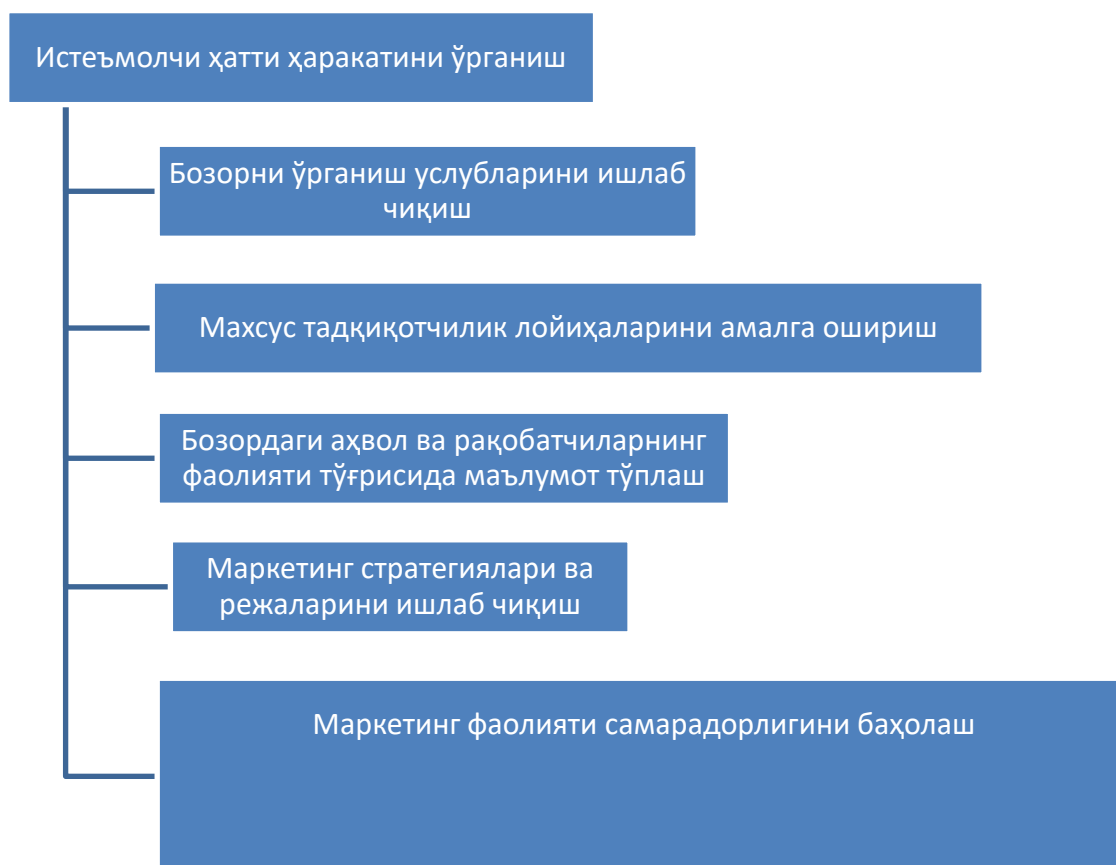 Истеъмолчи ҳатти ҳаракатини ўрганиш
Бозорни ўрганиш услубларини ишлаб
чиқиш
Махсус тадқиқотчилик лойиҳаларини амалга ошириш
Бозордаги аҳвол ва рақобатчиларнинг
фаолияти тўғрисида маълумот тўплаш
Маркетинг стратегиялари ва
режаларини ишлаб чиқиш
Маркетинг фаолияти самарадорлигини баҳолаш